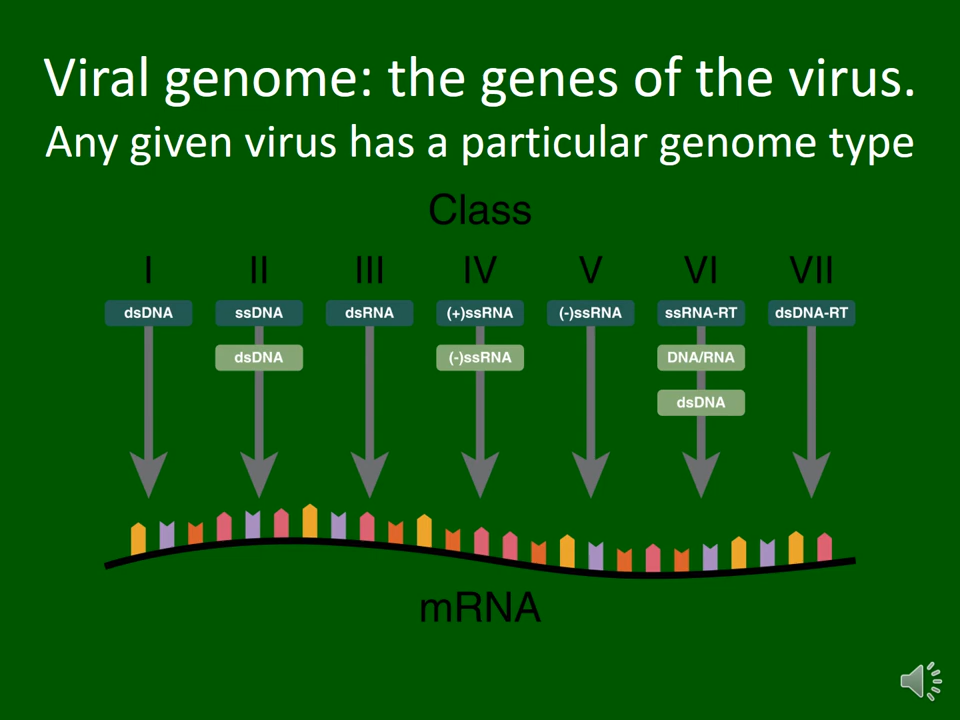 Viral genome: the genes of the virus.
Any given virus has a particular genome type
Class
I II III IV V VI VII
dsDNA ssDNA dsRNA (+)ssRNA (-)ssRNA ssRNA-RT dsDNA-RT
dsDNA (-)ssRNA DNA/RNA
dsDNA
mRNA